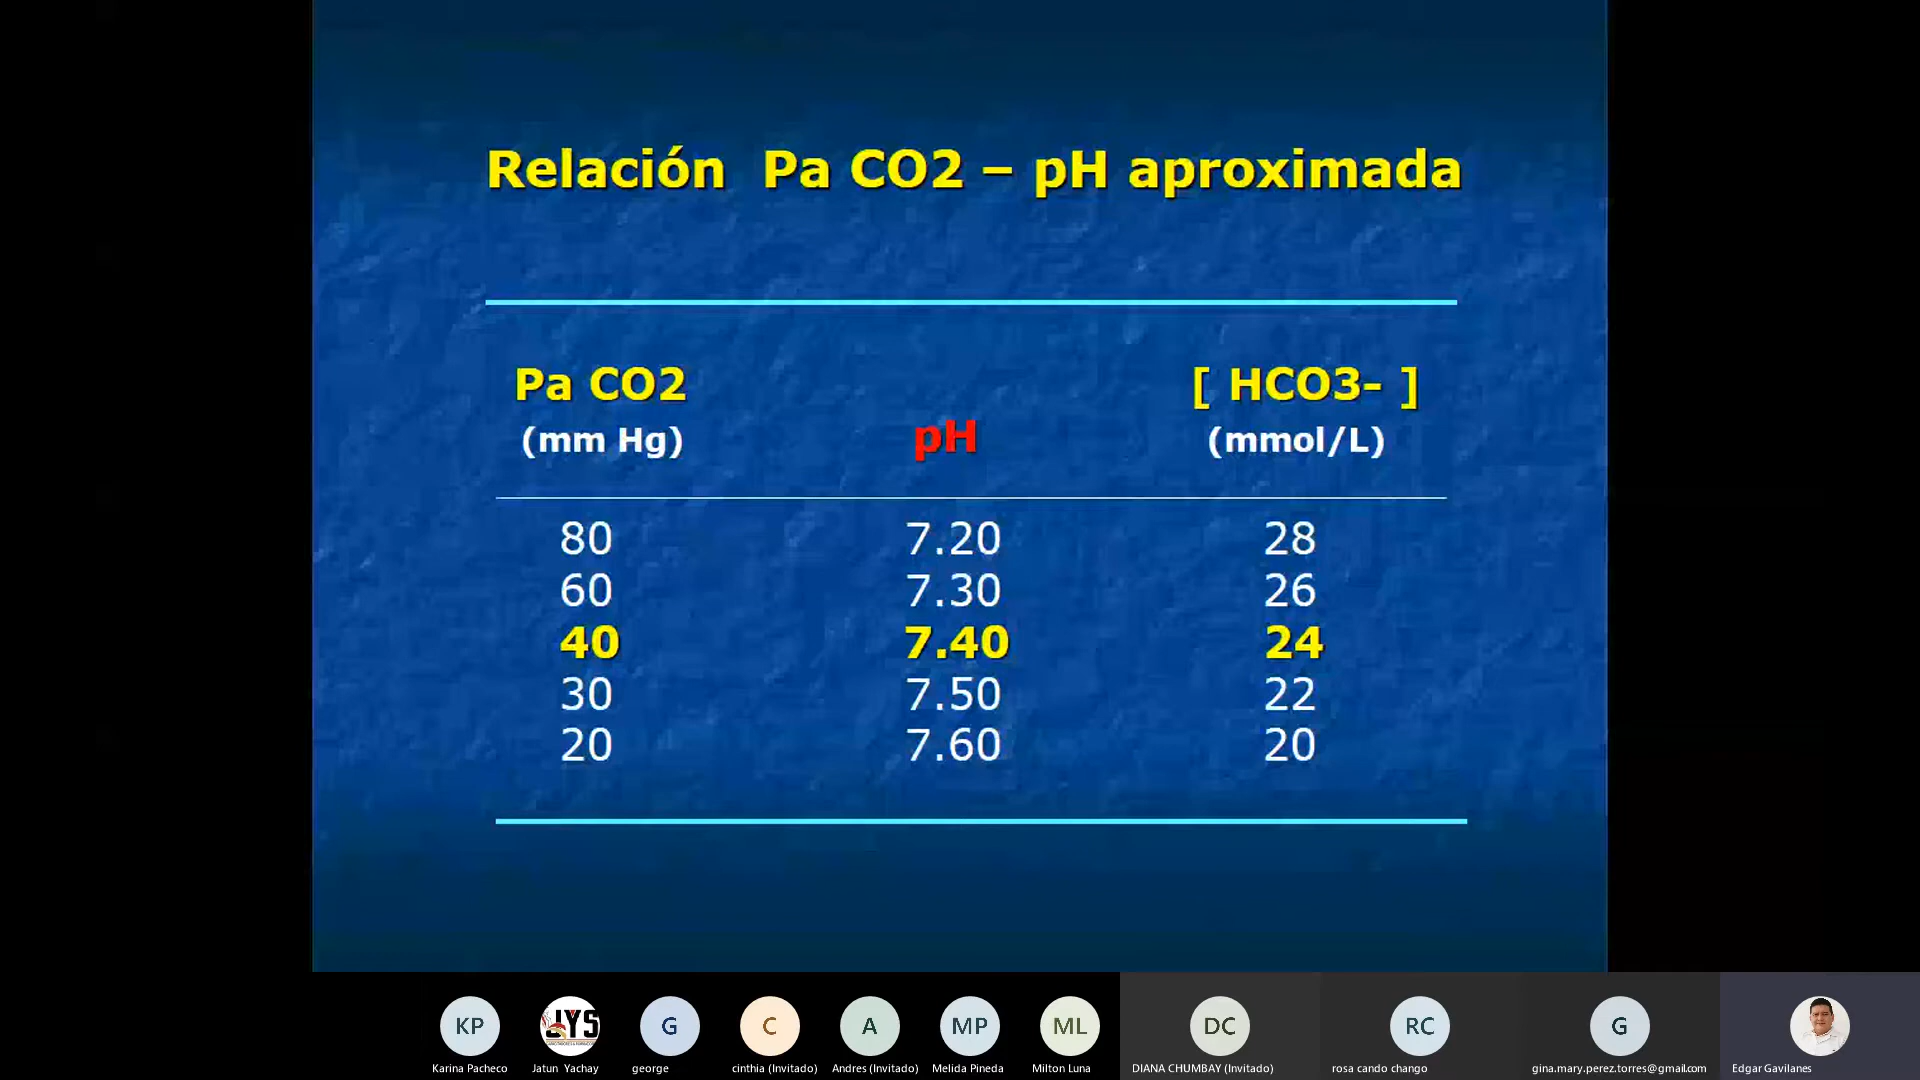 Relación Pa CO2 – pH aproximada
Pa CO2 [ HCO3- ]
(mm Hg) pH (mmol/L)
80 7.20 28
60 7.30 26
40 7.40 24
30 7.50 22
20 7.60 20
KP JYS G C A MP ML DC RC G
Karina Pacheco Jatun Yachay george cinthia (Invitado) Andres (Invitado) Melida Pineda Milton Luna DIANA CHUMBAY (Invitado) rosa cando chango gina.mary.perez.torres@gmail.com Edgar Gavilanes